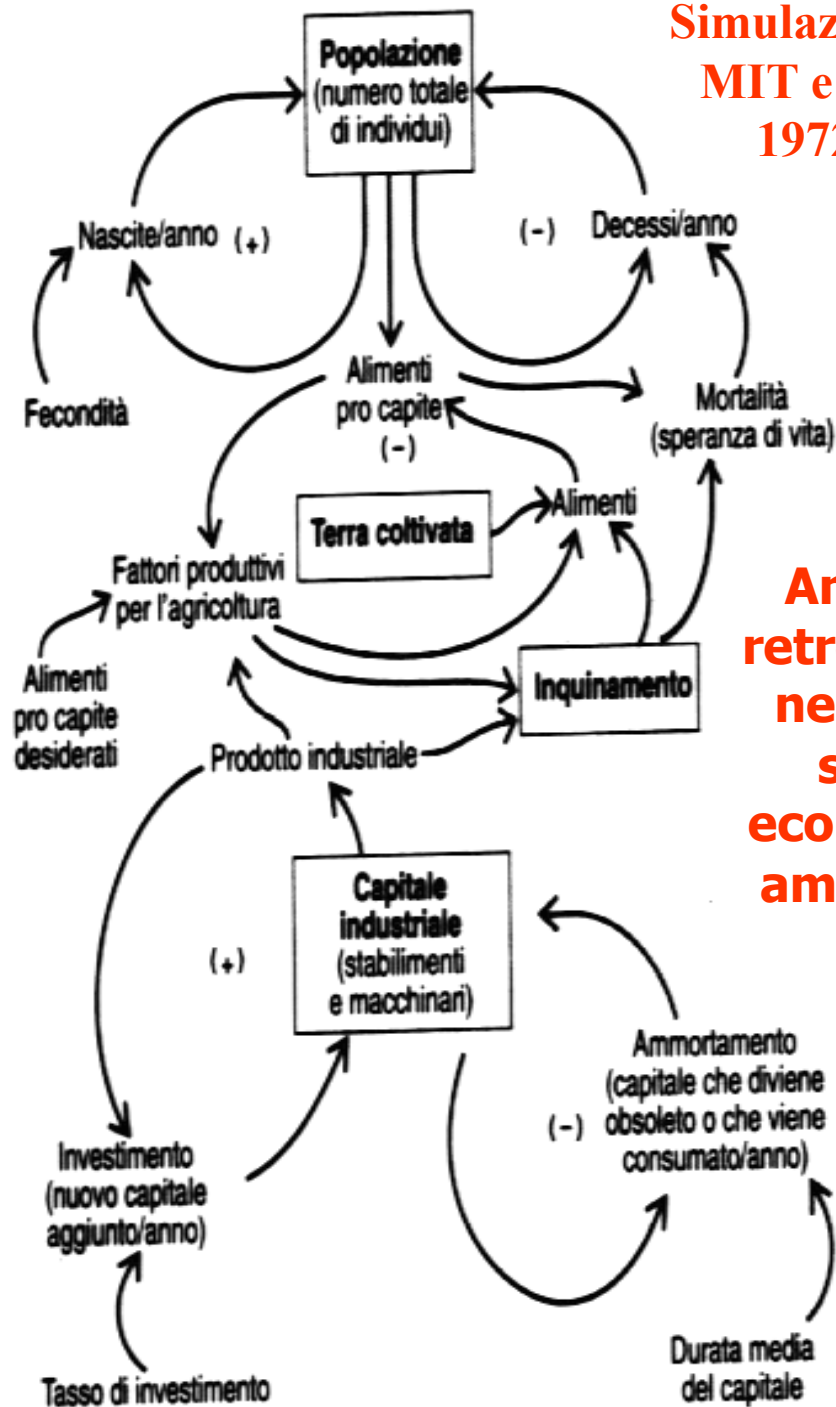 Simulaz
MIT e
1972
Popolazione
(numero totale
di individui)
Nascite/anno (+)
(-) Decessi/anno
Fecondità
Alimenti
pro capite
(-)
Mortalità
(speranza di vita)
Terra coltivata
Alimenti
Fattori produttivi
per l'agricoltura
An
retr
ne
s
eco
am
Inquinamento
Alimenti
pro capite
desiderati
Prodotto industriale
Capitale
industriale
(stabilimenti
e macchinari)
(+)
Ammortamento
(capitale che diviene
(-) obsoleto o che viene
consumato/anno)
Investimento
(nuovo capitale
aggiunto/anno)
Durata media
del capitale
Tasso di investimento